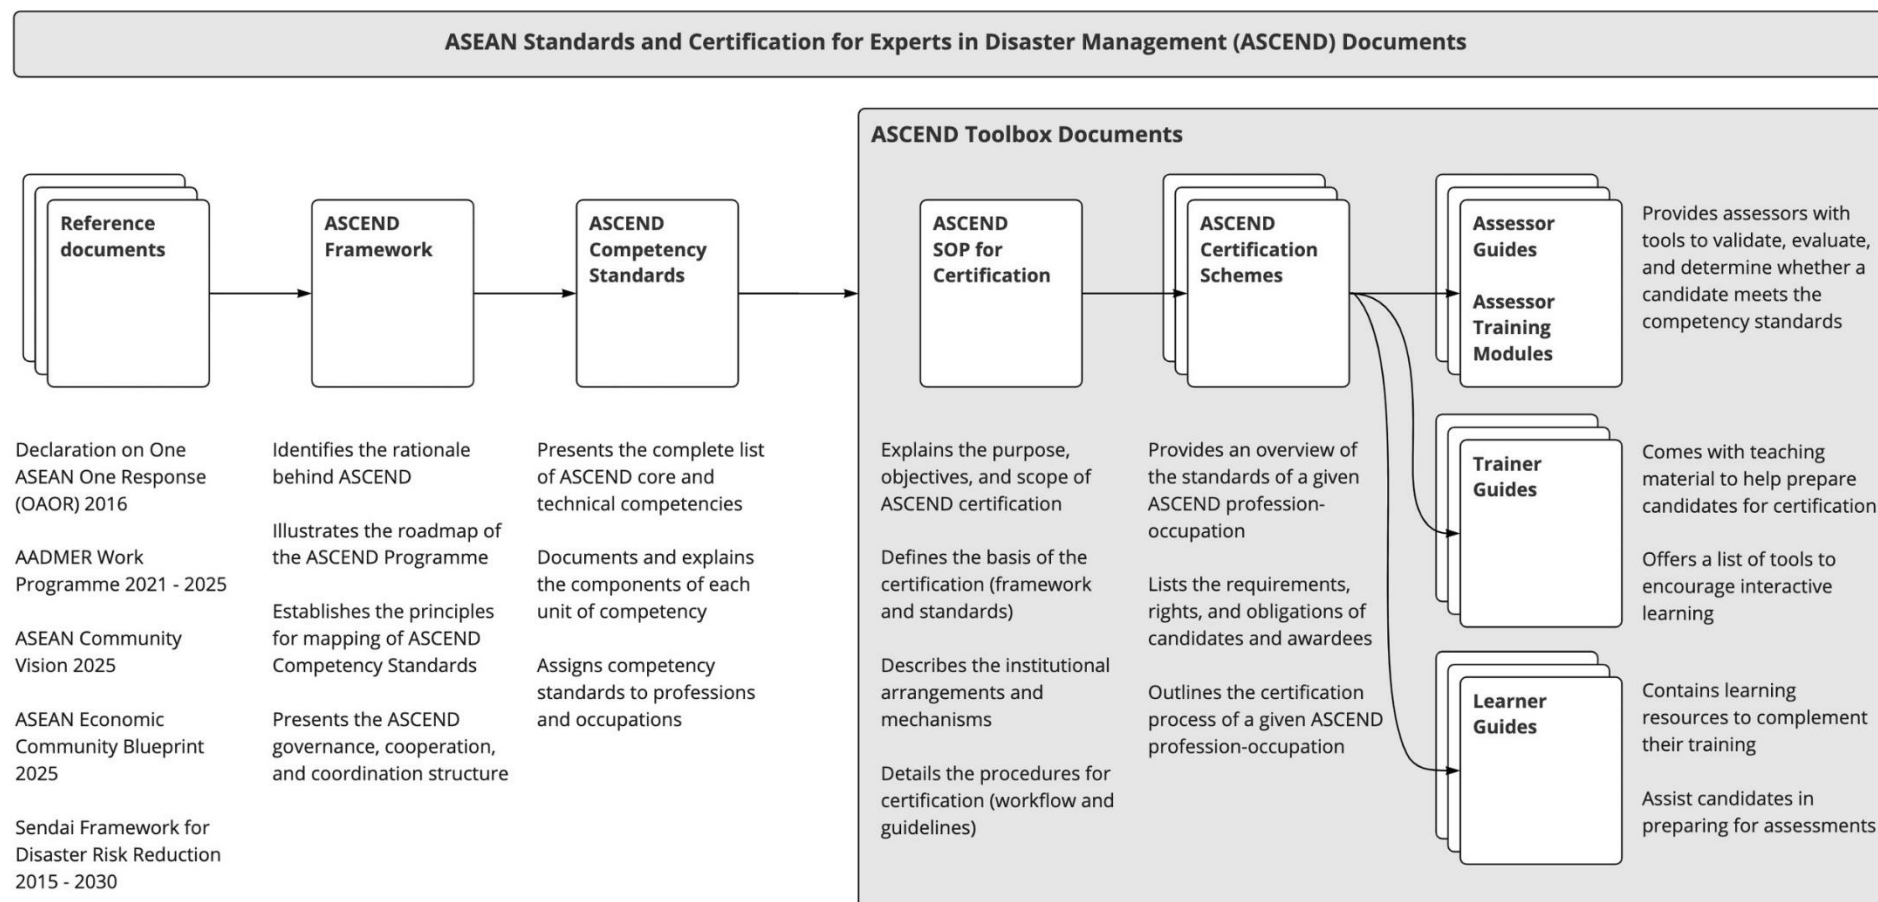 ASEAN Standards and Certification for Experts in Disaster Management (ASCEND) Documents
ASCEND Toolbox Documents
Reference
documents
ASCEND
Framework
ASCEND
Competency
Standards
ASCEND
SOP for
Certification
ASCEND
Certification
Schemes
Assessor
Guides
Assessor
Training
Modules
Provides assessors with
tools to validate, evaluate,
and determine whether a
candidate meets the
competency standards
Declaration on One
ASEAN One Response
(OAOR) 2016
AADMER Work
Programme 2021 - 2025
ASEAN Community
Vision 2025
ASEAN Economic
Community Blueprint
2025
Sendai Framework for
Disaster Risk Reduction
2015 - 2030
Identifies the rationale
behind ASCEND
Illustrates the roadmap of
the ASCEND Programme
Establishes the principles
for mapping of ASCEND
Competency Standards
Presents the ASCEND
governance, cooperation,
and coordination structure
Presents the complete list
of ASCEND core and
technical competencies
Documents and explains
the components of each
unit of competency
Assigns competency
standards to professions
and occupations
Explains the purpose,
objectives, and scope of
ASCEND certification
Defines the basis of the
certification (framework
and standards)
Describes the institutional
arrangements and
mechanisms
Details the procedures for
certification (workflow and
guidelines)
Provides an overview of
the standards of a given
ASCEND profession-
occupation
Lists the requirements,
rights, and obligations of
candidates and awardees
Outlines the certification
process of a given ASCEND
profession-occupation
Trainer
Guides
Comes with teaching
material to help prepare
candidates for certification
Offers a list of tools to
encourage interactive
learning
Learner
Guides
Contains learning
resources to complement
their training
Assist candidates in
preparing for assessments